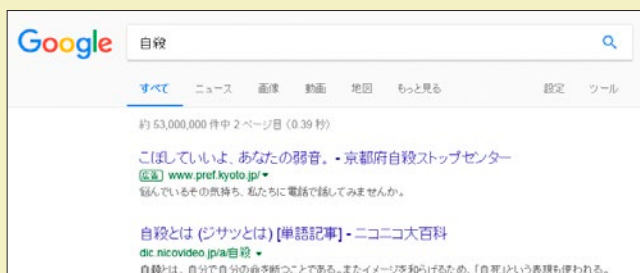 Google 自殺
すべて ニュース 画像 動画 地図 もっと見る 設定 ツール
約 53,000,000 件中 2 ページ目 (0.39 秒)
こぼしていいよ、あなたの弱音。 - 京都府自殺ストップセンター
広告 www.pref.kyoto.jp/
悩んでいるその気持ち、私たちに電話で話してみませんか。
自殺とは (ジサツとは) [単語記事] - ニコニコ大百科
dic.nicovideo.jp/a/自殺
自殺とは、自分で自分の命を断つことである。またイメージを和らげるため、「自死」という表現も使われる。